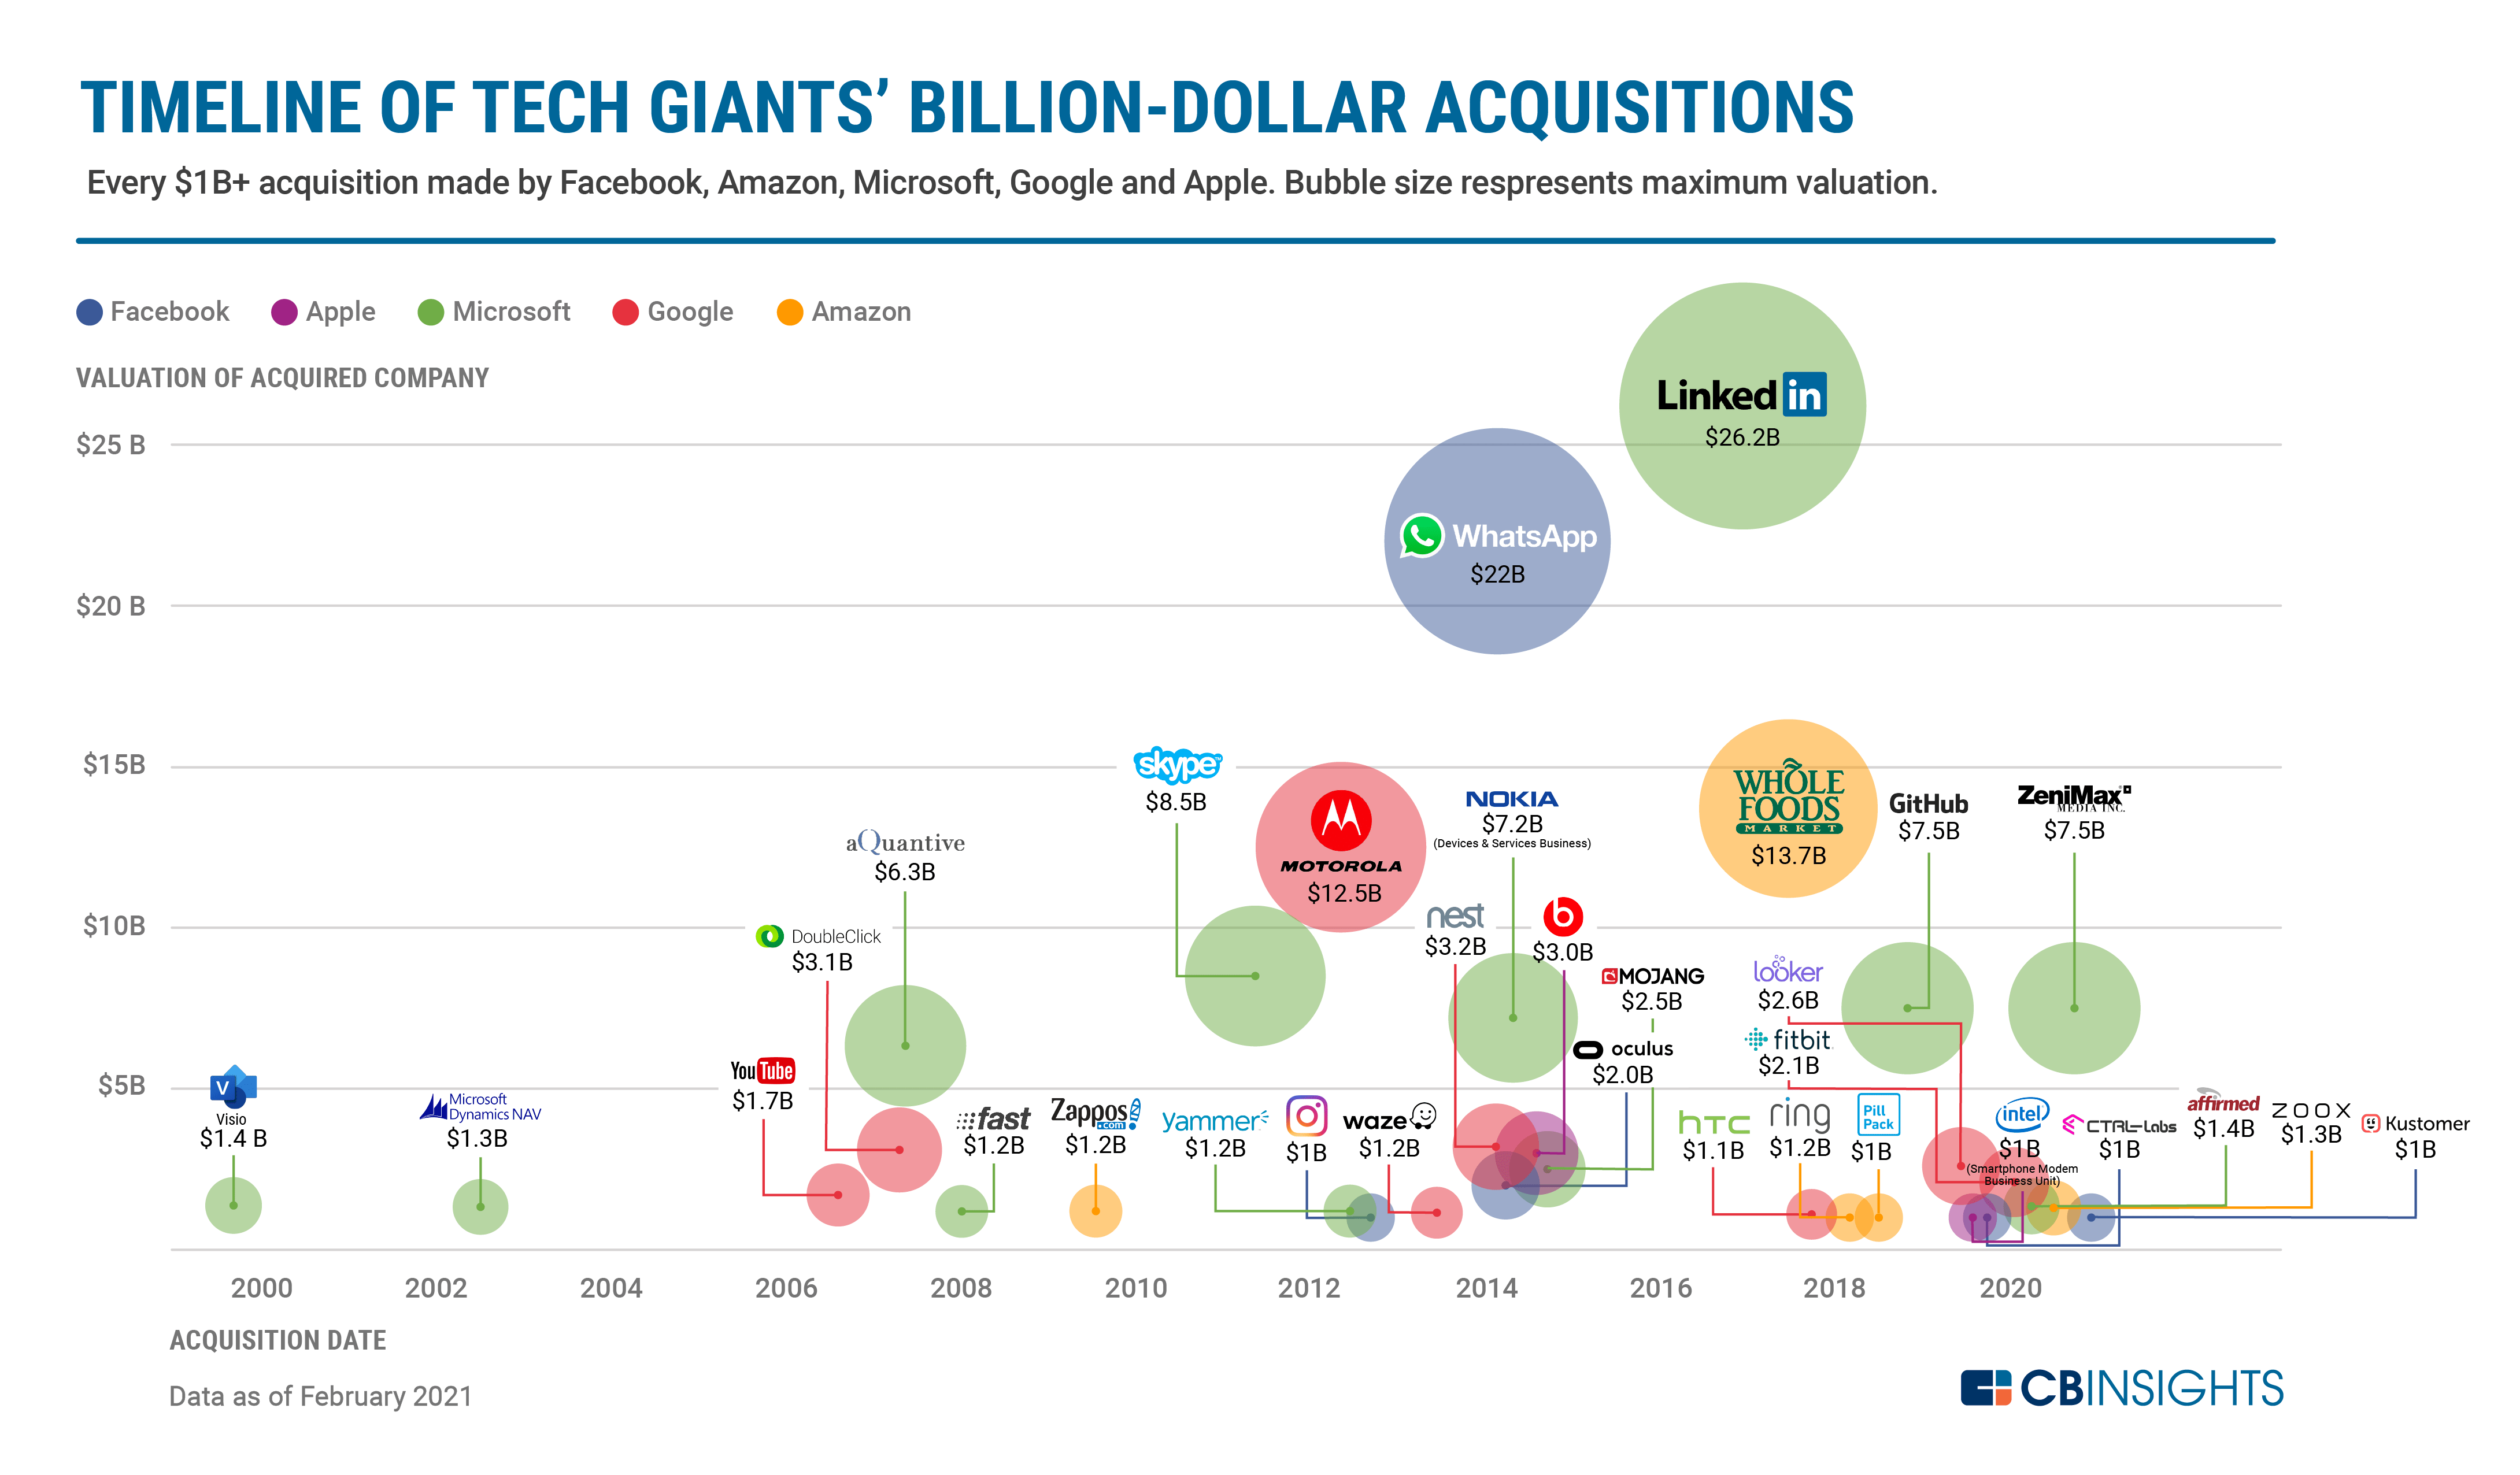 TIMELINE OF TECH GIANTS’ BILLION-DOLLAR ACQUISITIONS
Every $1B+ acquisition made by Facebook, Amazon, Microsoft, Google and Apple. Bubble size respresents maximum valuation.
Facebook Apple Microsoft Google Amazon
VALUATION OF ACQUIRED COMPANY
$25 B
$20 B
$15B
$10B
$5B
Linked in
$26.2B
WhatsApp
$22B
skype
$8.5B
MOTOROLA
$12.5B
NOKIA
$7.2B
(Devices & Services Business)
WHOLE
FOODS
MARKET
$13.7B
GitHub
$7.5B
ZeniMax
MEDIA INC.
$7.5B
aQuantive
$6.3B
DoubleClick
$3.1B
nest
$3.2B
b
$3.0B
MOJANG
$2.5B
looker
$2.6B
oculus
$2.0B
fitbit
$2.1B
V
Visio
$1.4 B
Microsoft
Dynamics NAV
$1.3B
YouTube
$1.7B
fast
$1.2B
Zappos
.com
$1.2B
yammer
$1.2B
$1B
waze
$1.2B
hTC
$1.1B
ring
$1.2B
Pill
Pack
$1B
intel
$1B
(Smartphone Modem
Business Unit)
CTRL-Labs
$1B
affirmed
$1.4B
ZOOX
$1.3B
Kustomer
$1B
2000 2002 2004 2006 2008 2010 2012 2014 2016 2018 2020
ACQUISITION DATE
Data as of February 2021
CBINSIGHTS